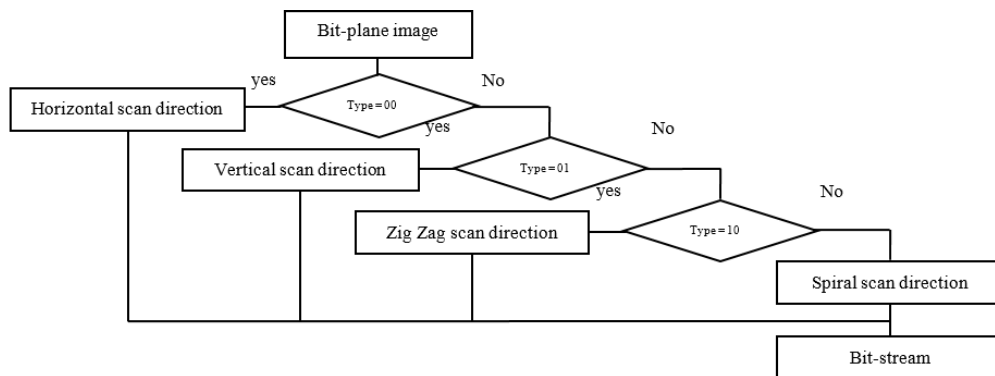 Bit-plane image
yes
No
Horizontal scan direction
Type=00
yes
No
Vertical scan direction
Type=01
yes
No
Zig Zag scan direction
Type=10
Spiral scan direction
Bit-stream